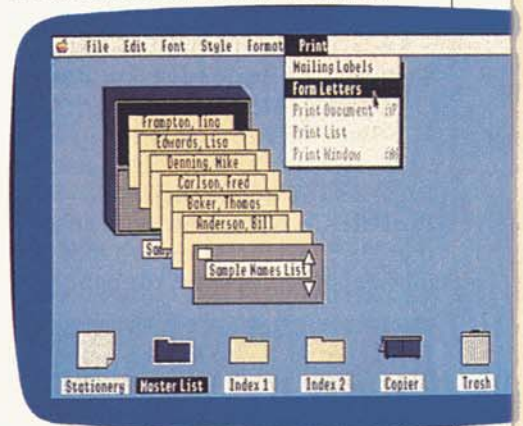 File Edit Font Style Format Print
Mailing Labels
Form Letters
Print Document ⌘P
Print List
Print Window
Frampton, Tina
Edwards, Lisa
Denning, Mike
Carlson, Fred
Baker, Thomas
Anderson, Bill
Sample Names List
Stationery Master List Index 1 Index 2 Copier Trash